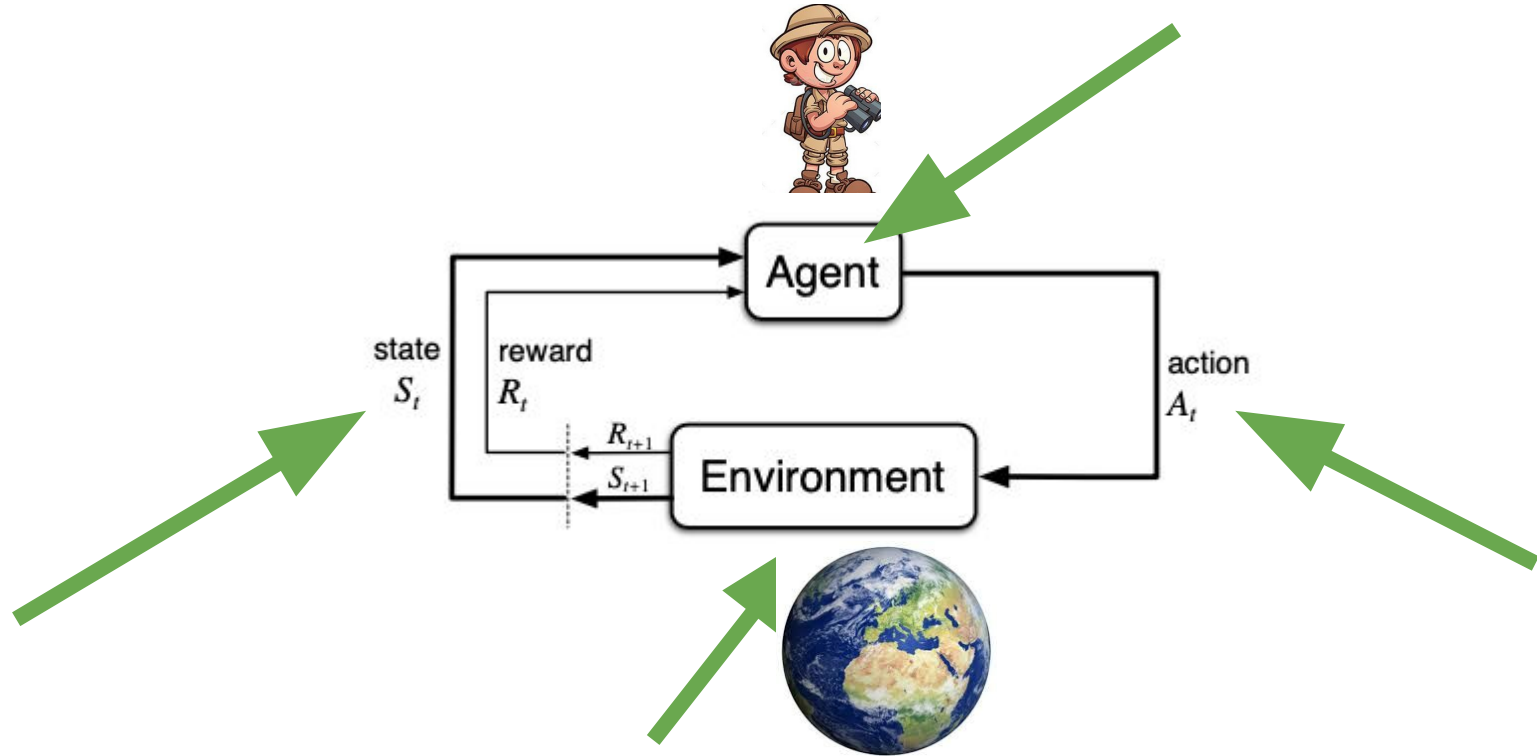 Agent
state
S_t
reward
R_t
action
A_t
R_{t+1}
S_{t+1}
Environment